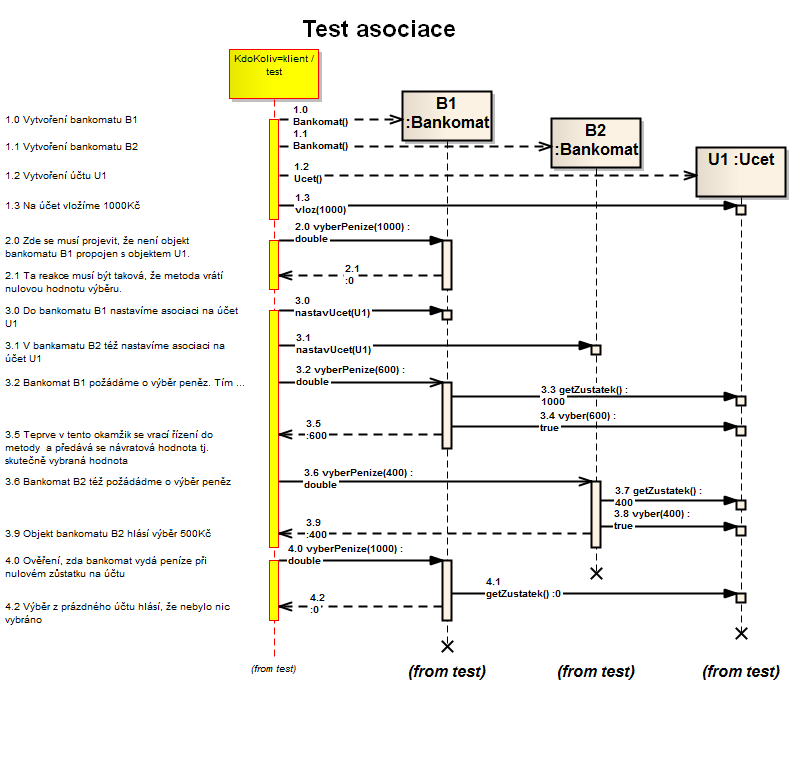 Test asociace
KdoKoliv=klient /
test
B1
:Bankomat
B2
:Bankomat
U1 :Ucet
1.0 Vytvoření bankomatu B1
1.0
Bankomat()
1.1 Vytvoření bankomatu B2
1.1
Bankomat()
1.2 Vytvoření účtu U1
1.2
Ucet()
1.3 Na účet vložíme 1000Kč
1.3
vloz(1000)
2.0 Zde se musí projevit, že není objekt
bankomatu B1 propojen s objektem U1.
2.0 vyberPenize(1000) :
double
2.1 Ta reakce musí být taková, že metoda vrátí
nulovou hodnotu výběru.
2.1
:0
3.0 Do bankomatu B1 nastavíme asociaci na účet
U1
3.0
nastavUcet(U1)
3.1 V bankamatu B2 též nastavíme asociaci na
účet U1
3.1
nastavUcet(U1)
3.2 Bankomat B1 požádáme o výběr peněz. Tím ...
3.2 vyberPenize(600) :
double
3.3 getZustatek() :
1000
3.4 vyber(600) :
true
3.5 Teprve v tento okamžik se vrací řízení do
metody a předává se návratová hodnota tj.
skutečně vybraná hodnota
3.5
:600
3.6 Bankomat B2 též požádádme o výběr peněz
3.6 vyberPenize(400) :
double
3.7 getZustatek() :
400
3.8 vyber(400) :
true
3.9 Objekt bankomatu B2 hlásí výběr 500Kč
3.9
:400
4.0 Ověření, zda bankomat vydá peníze při
nulovém zůstatku na účtu
4.0 vyberPenize(1000) :
double
4.1
getZustatek() :0
4.2 Výběr z prázdného účtu hlásí, že nebylo nic
vybráno
4.2
:0
(from test)
(from test)
(from test)
(from test)